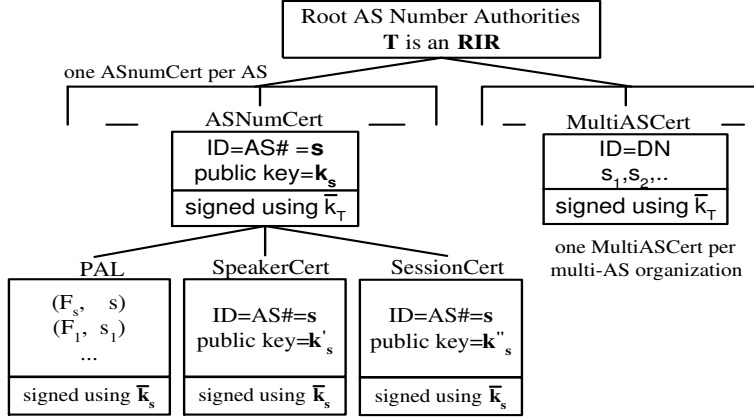 Root AS Number Authorities
T is an RIR
one ASnumCert per AS
ASNumCert
ID=AS# =s
public key=kₛ
signed using k̅_T
MultiASCert
ID=DN
s₁,s₂,..
signed using k̅_T
one MultiASCert per
multi-AS organization
PAL
(Fₛ, s)
(F₁, s₁)
...
signed using k̅ₛ
SpeakerCert
ID=AS#=s
public key=k'ₛ
signed using k̅ₛ
SessionCert
ID=AS#=s
public key=k"ₛ
signed using k̅ₛ